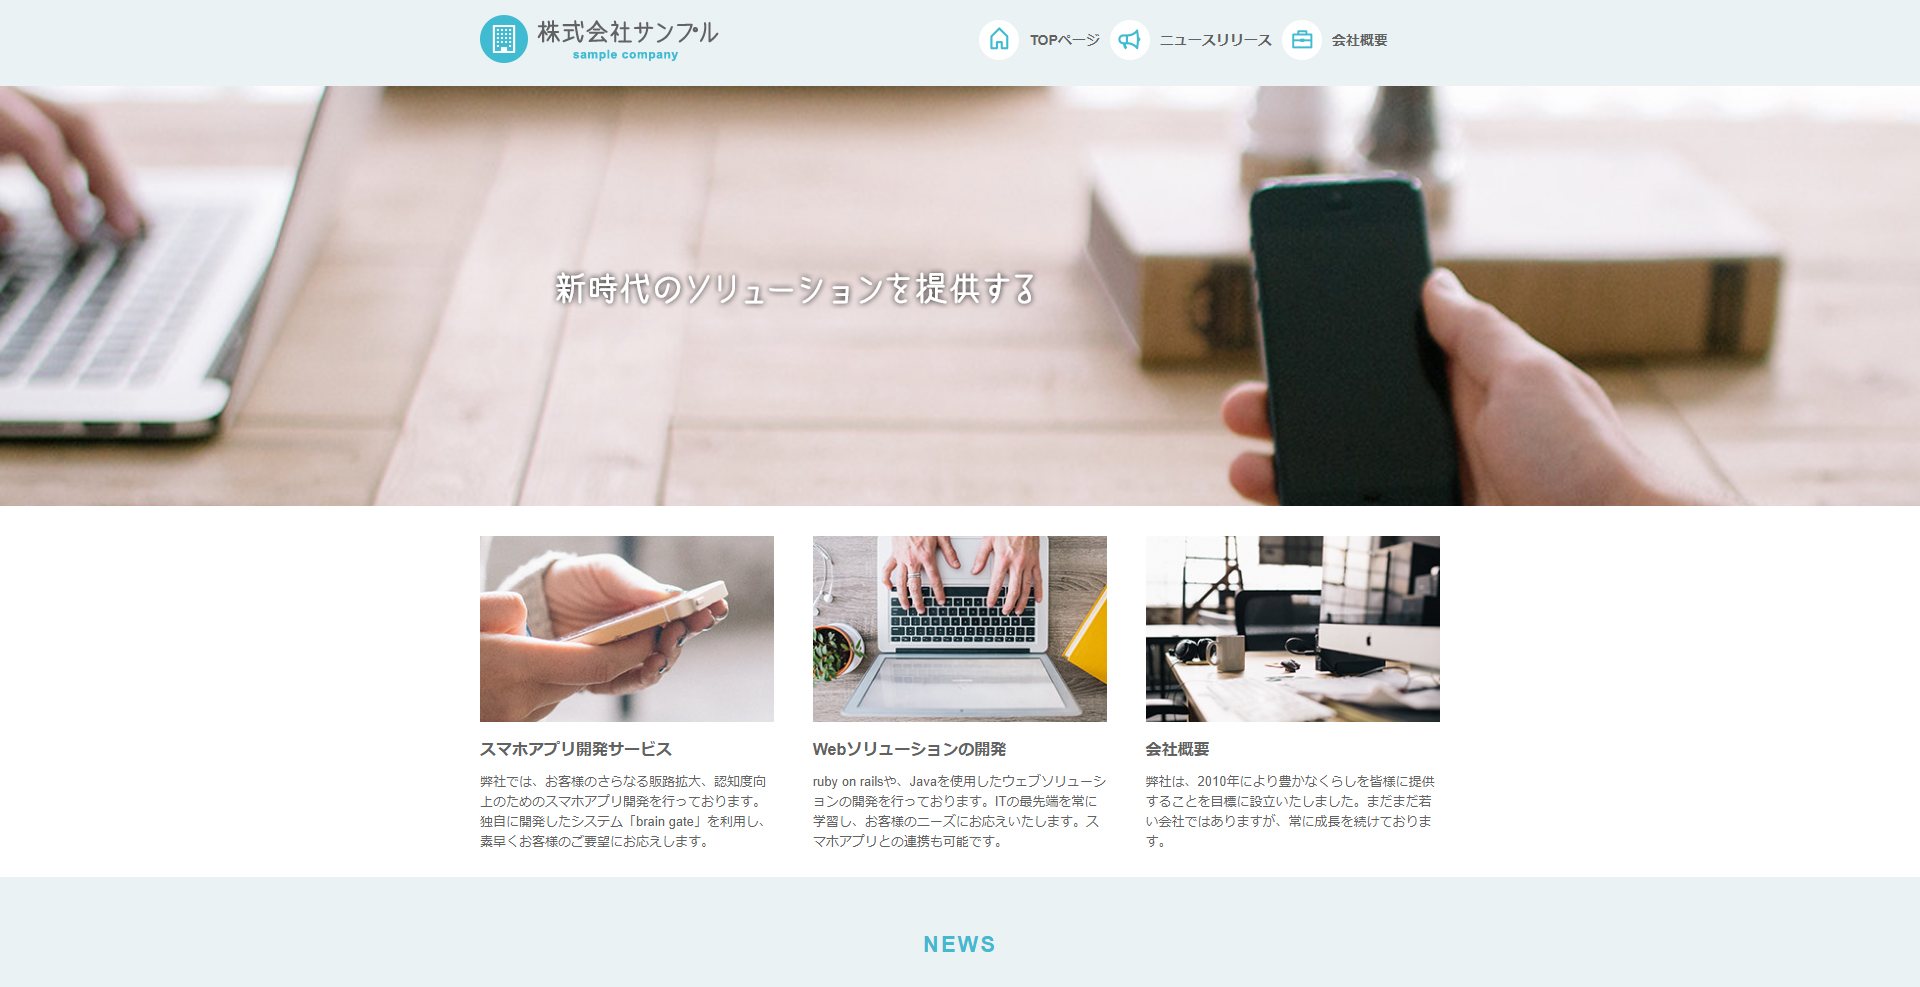 株式会社サンプル
sample company
TOPページ
ニュースリリース
会社概要
新時代のソリューションを提供する
スマホアプリ開発サービス
弊社では、お客様のさらなる販路拡大、認知度向
上のためのスマホアプリ開発を行っております。
独自に開発したシステム「brain gate」を利用し、
素早くお客様のご要望にお応えします。
Webソリューションの開発
ruby on railsや、Javaを使用したウェブソリューシ
ョンの開発を行っております。ITの最先端を常に
学習し、お客様のニーズにお応えいたします。ス
マホアプリとの連携も可能です。
会社概要
弊社は、2010年により豊かなくらしを皆様に提供
することを目標に設立いたしました。まだまだ若
い会社ではありますが、常に成長を続けておりま
す。
NEWS